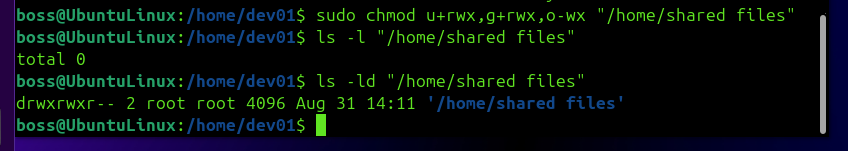 boss@UbuntuLinux:/home/dev01$ sudo chmod u+rwx,g+rwx,o-wx "/home/shared files"
boss@UbuntuLinux:/home/dev01$ ls -l "/home/shared files"
total 0
boss@UbuntuLinux:/home/dev01$ ls -ld "/home/shared files"
drwxrwxr-- 2 root root 4096 Aug 31 14:11 '/home/shared files'
boss@UbuntuLinux:/home/dev01$